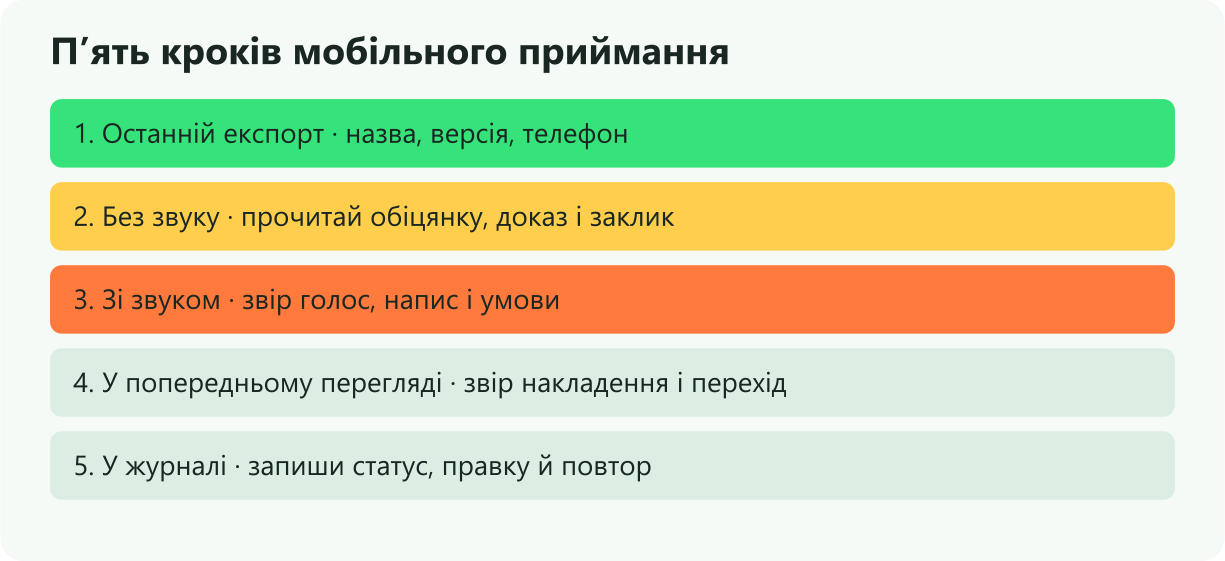 П’ять кроків мобільного приймання
1. Останній експорт · назва, версія, телефон
2. Без звуку · прочитай обіцянку, доказ і заклик
3. Зі звуком · звір голос, напис і умови
4. У попередньому перегляді · звір накладення і перехід
5. У журналі · запиши статус, правку й повтор